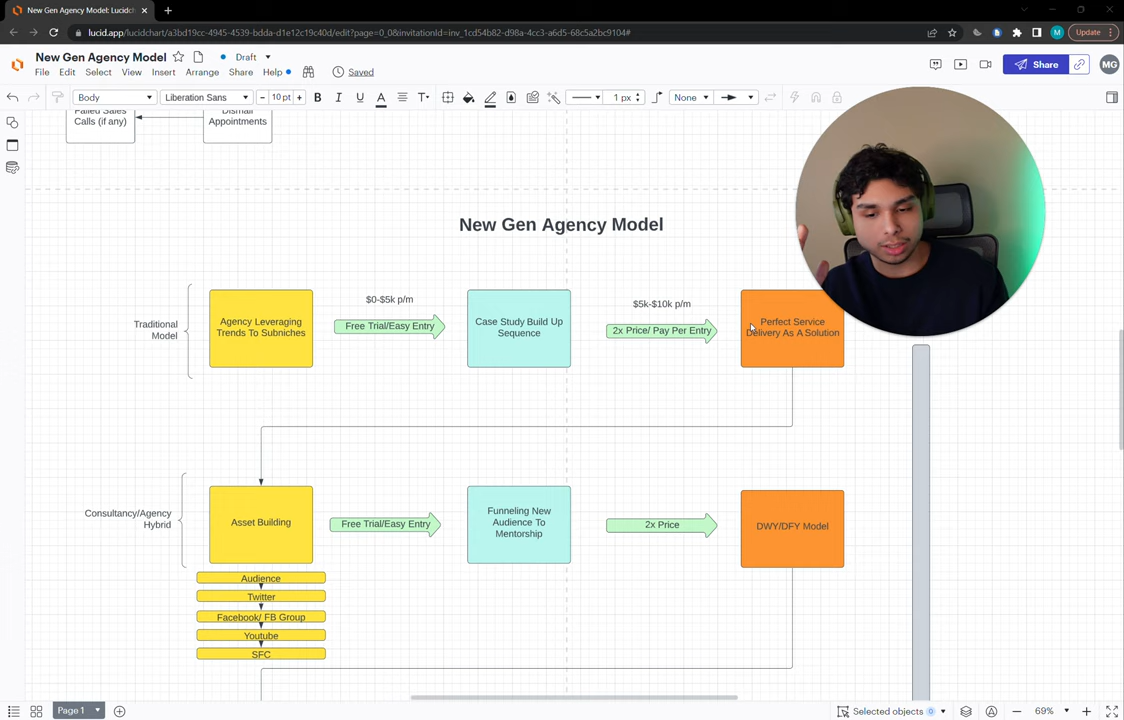 New Gen Agency Model: Lucidch
lucid.app/lucidchart/a3bd19cc-4945-4539-bdda-d1e12c19c40d/edit?page=0_0&invitationId=inv_1cd54b82-d98a-4cc3-a6d5-68c5a2bc9104#
M
Update
New Gen Agency Model
Draft
File Edit Select View Insert Arrange Share Help
Saved
Share
MG
Body
Liberation Sans
10 pt
B I U A T
1 px
None
Failed Sales
Calls (if any)
Dismal
Appointments
New Gen Agency Model
Traditional
Model
Agency Leveraging
Trends To Subniches
$0-$5k p/m
Free Trial/Easy Entry
Case Study Build Up
Sequence
$5k-$10k p/m
2x Price/ Pay Per Entry
Perfect Service
Delivery As A Solution
Consultancy/Agency
Hybrid
Asset Building
Free Trial/Easy Entry
Funneling New
Audience To
Mentorship
2x Price
DWY/DFY Model
Audience
Twitter
Facebook/ FB Group
Youtube
SFC
Page 1
Selected objects
0
69%